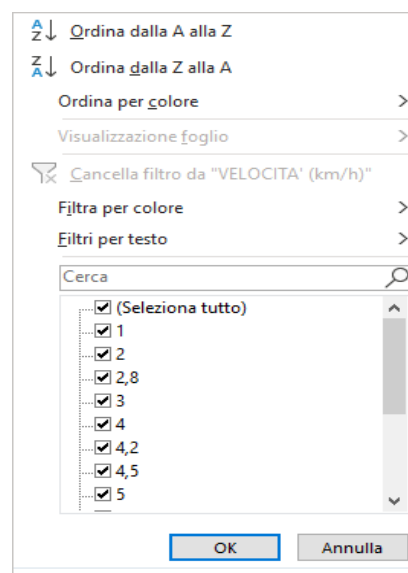 Ordina dalla A alla Z
Ordina dalla Z alla A
Ordina per colore
Visualizzazione foglio
Cancella filtro da "VELOCITA' (km/h)"
Filtra per colore
Filtri per testo
Cerca
(Seleziona tutto)
1
2
2,8
3
4
4,2
4,5
5
OK
Annulla